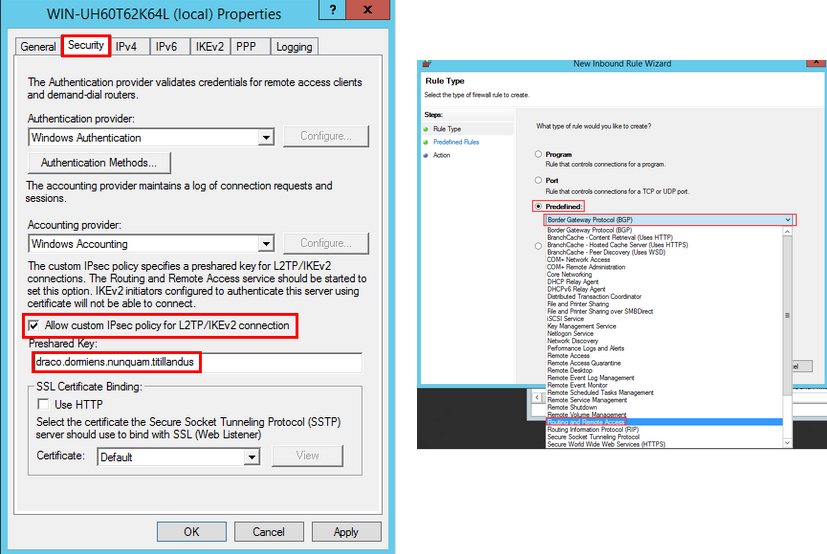 WIN-UH60T62K64L (local) Properties
? X
General Security IPv4 IPv6 IKEv2 PPP Logging
The Authentication provider validates credentials for remote access clients
and demand-dial routers.
Authentication provider:
Windows Authentication
Configure...
Authentication Methods...
The accounting provider maintains a log of connection requests and
sessions.
Accounting provider:
Windows Accounting
Configure...
The custom IPsec policy specifies a preshared key for L2TP/IKEv2
connections. The Routing and Remote Access service should be started to
set this option. IKEv2 initiators configured to authenticate this server using
certificate will not be able to connect.
Allow custom IPsec policy for L2TP/IKEv2 connection
Preshared Key:
draco.dormiens.nunquam.titillandus
SSL Certificate Binding:
Use HTTP
Select the certificate the Secure Socket Tunneling Protocol (SSTP)
server should use to bind with SSL (Web Listener)
Certificate:
Default
View
OK Cancel Apply
New Inbound Rule Wizard
Rule Type
Select the type of firewall rule to create.
Steps:
Rule Type
Predefined Rules
Action
What type of rule would you like to create?
Program
Rule that controls connections for a program.
Port
Rule that controls connections for a TCP or UDP port.
Predefined:
Border Gateway Protocol (BGP)
Border Gateway Protocol (BGP)
BranchCache - Content Retrieval (Uses HTTP)
BranchCache - Hosted Cache Server (Uses HTTPS)
BranchCache - Peer Discovery (Uses WSD)
COM+ Network Access
COM+ Remote Administration
Core Networking
DHCP Relay Agent
DHCPv6 Relay Agent
Distributed Transaction Coordinator
File and Printer Sharing
File and Printer Sharing over SMBDirect
iSCSI Service
Key Management Service
Netlogon Service
Network Discovery
Performance Logs and Alerts
Remote Access
Remote Access Quarantine
Remote Desktop
Remote Event Log Management
Remote Event Monitor
Remote Scheduled Tasks Management
Remote Service Management
Remote Shutdown
Remote Volume Management
Routing and Remote Access
Routing Information Protocol (RIP)
Secure Socket Tunneling Protocol
Secure World Wide Web Services (HTTPS)